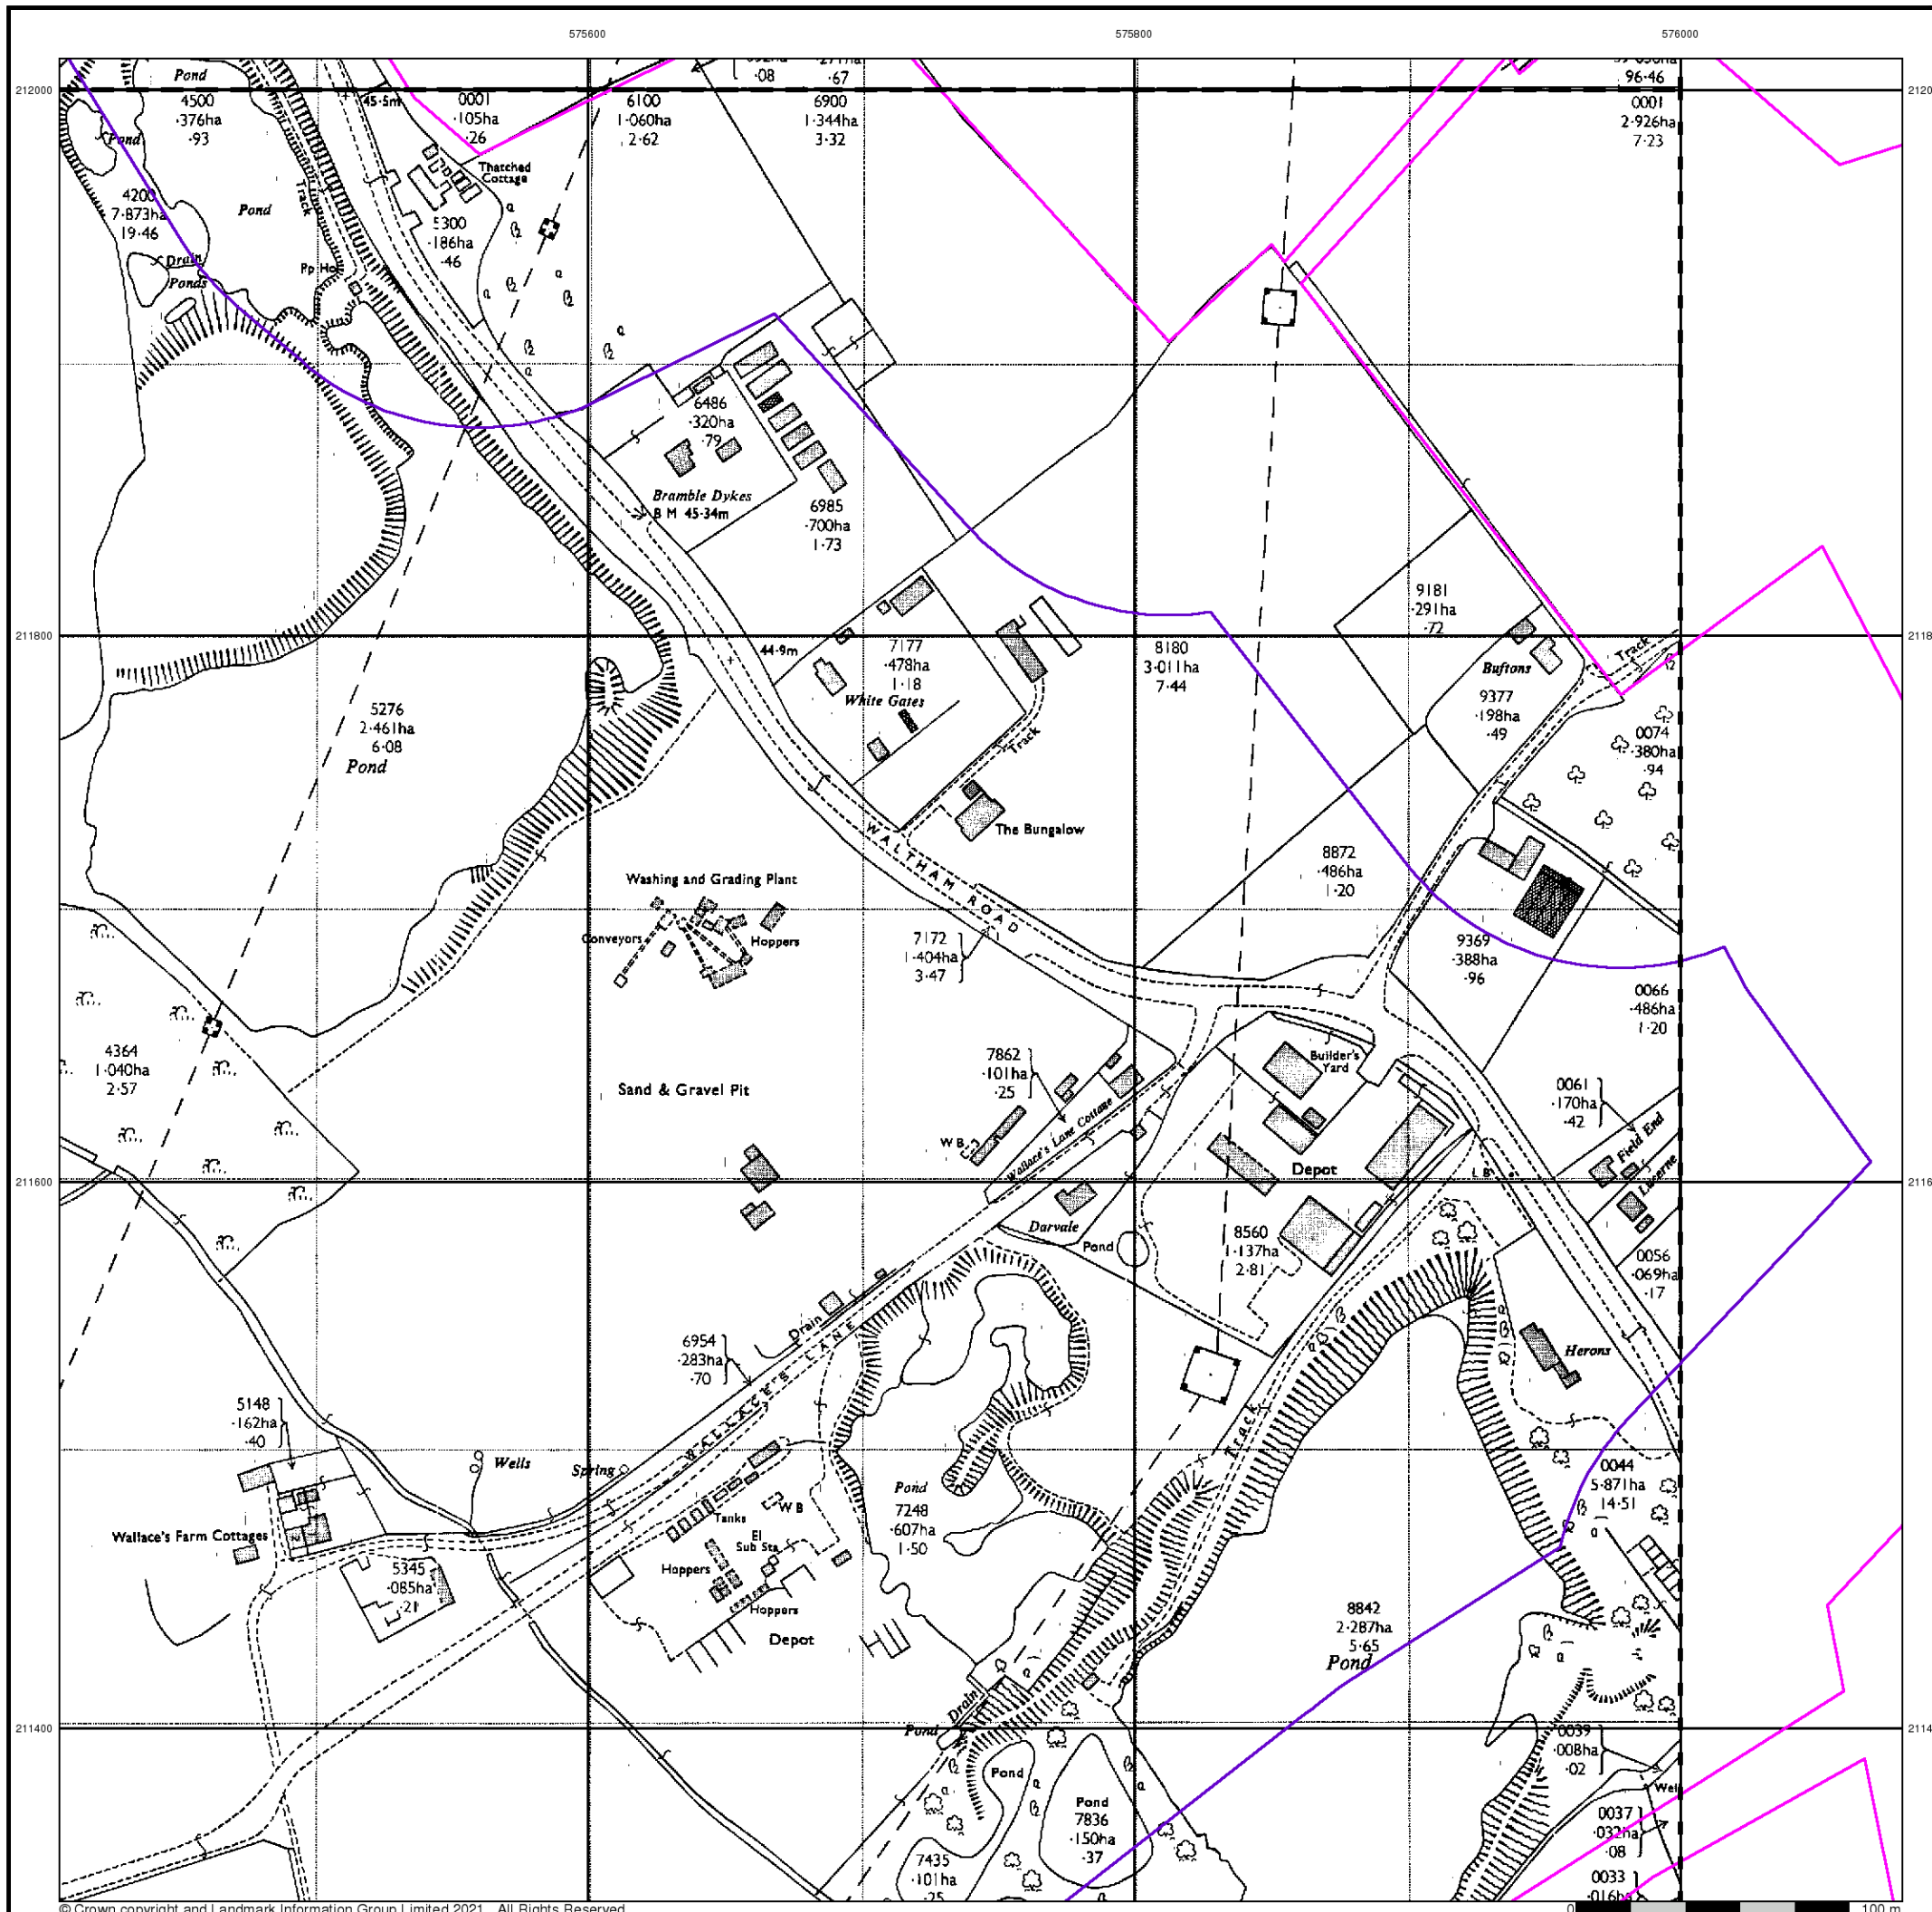 575600
575800
576000
212000
Pond
4500
·376ha
·93
45·5m
0001
·105ha
·26
·08
6100
1·060ha
2·62
·67
6900
1·344ha
3·32
96·46
0001
2·926ha
7·23
Pond
4200
7·873ha
19·46
Track
Pond
Thatched
Cottage
5300
·186ha
·46
Drain
Ponds
Pp Ho
6486
·320ha
·79
Bramble Dykes
B M 45·34m
6985
·700ha
1·73
211800
44·9m
7177
·478ha
1·18
White Gates
Track
8180
3·011ha
7·44
9181
·291ha
·72
Buftons
9377
·198ha
·49
Track
0074
·380ha
·94
5276
2·461ha
6·08
Pond
The Bungalow
WALTHAM ROAD
8872
·486ha
1·20
Washing and Grading Plant
Conveyors
Hoppers
7172
1·404ha
3·47
9369
·388ha
·96
0066
·486ha
1·20
4364
1·040ha
2·57
Sand & Gravel Pit
7862
·101ha
·25
Builder's
Yard
0061
·170ha
·42
W B
Wallace's Lane Cottage
Field End
Lucerne
211600
Depot
L B
Darvale
Pond
8560
1·137ha
2·81
0056
·069ha
·17
Drain
6954
·283ha
·70
WALLACE'S LANE
Herons
5148
·162ha
·40
Wells
Spring
Track
0044
5·871ha
14·51
Pond
7248
·607ha
1·50
Tanks
W B
El
Sub Sta
Wallace's Farm Cottages
5345
·085ha
·21
Hoppers
Hoppers
Depot
8842
2·287ha
5·65
Pond
Drain
Pond
211400
0039
·008ha
·02
Pond
Well
Pond
7836
·150ha
·37
0037
·032ha
·08
7435
·101ha
·25
0033
·016ha
© Crown copyright and Landmark Information Group Limited 2021. All Rights Reserved.
0
100 m